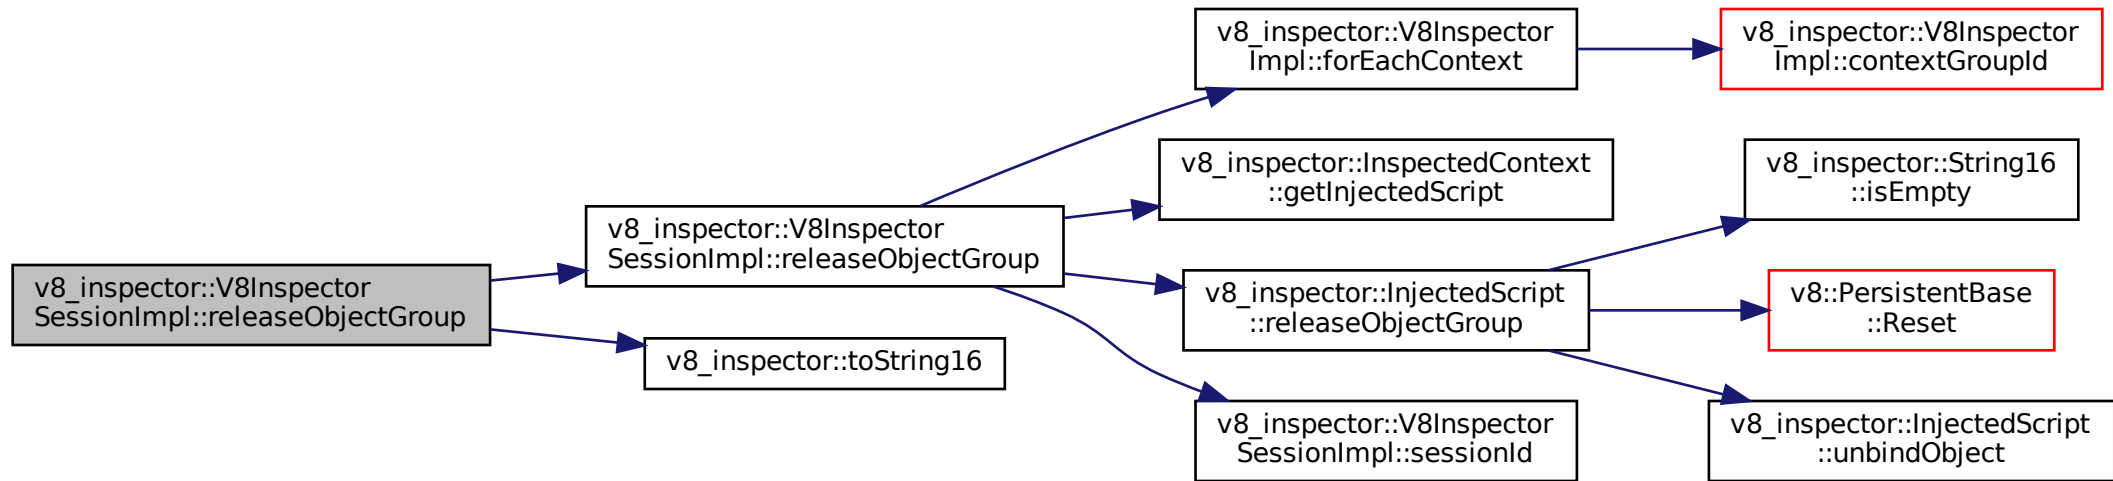 v8_inspector::V8Inspector
SessionImpl::releaseObjectGroup
v8_inspector::V8Inspector
SessionImpl::releaseObjectGroup
v8_inspector::toString16
v8_inspector::V8Inspector
Impl::forEachContext
v8_inspector::InspectedContext
::getInjectedScript
v8_inspector::InjectedScript
::releaseObjectGroup
v8_inspector::V8Inspector
SessionImpl::sessionId
v8_inspector::V8Inspector
Impl::contextGroupId
v8_inspector::String16
::isEmpty
v8::PersistentBase
::Reset
v8_inspector::InjectedScript
::unbindObject